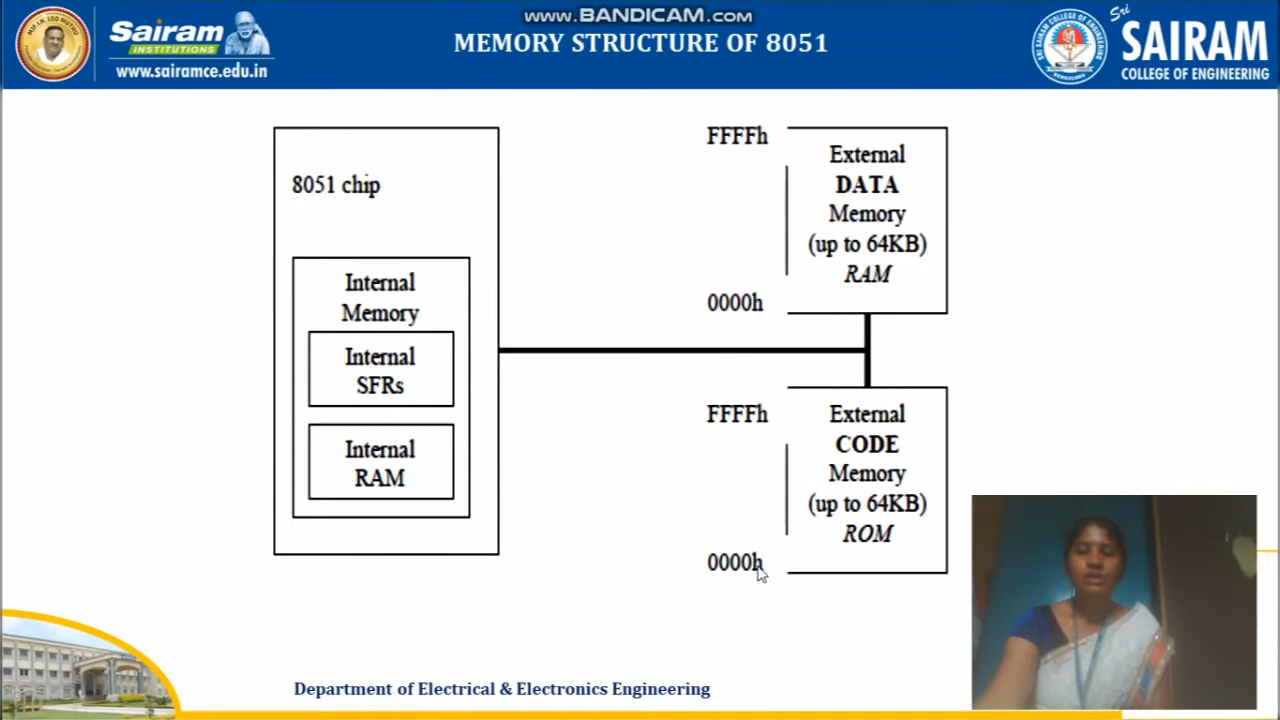 www.BANDICAM.com
MEMORY STRUCTURE OF 8051
Sairam
INSTITUTIONS
www.sairamce.edu.in
Sri
SAIRAM
COLLEGE OF ENGINEERING
8051 chip
Internal
Memory
Internal
SFRs
Internal
RAM
FFFFh
0000h
External
DATA
Memory
(up to 64KB)
RAM
FFFFh
0000h
External
CODE
Memory
(up to 64KB)
ROM
Department of Electrical & Electronics Engineering